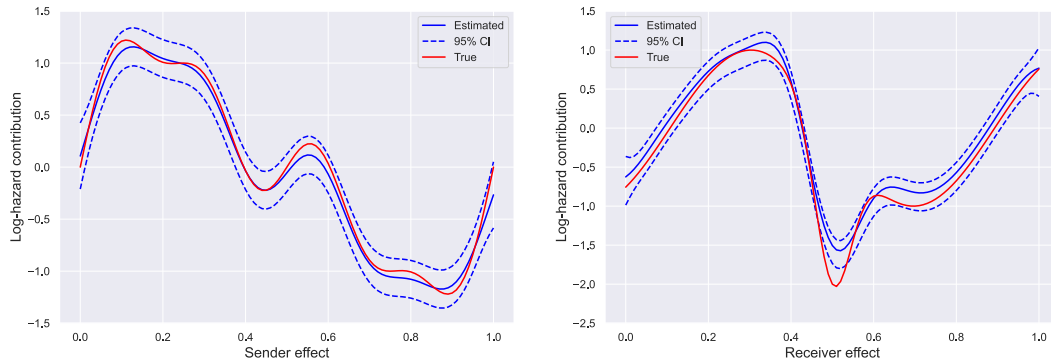 1.5
1.0
0.5
0.0
−0.5
−1.0
−1.5
0.0 0.2 0.4 0.6 0.8 1.0
Sender effect
Log-hazard contribution
Estimated
95% CI
True
1.5
1.0
0.5
0.0
−0.5
−1.0
−1.5
−2.0
−2.5
0.0 0.2 0.4 0.6 0.8 1.0
Receiver effect
Log-hazard contribution
Estimated
95% CI
True